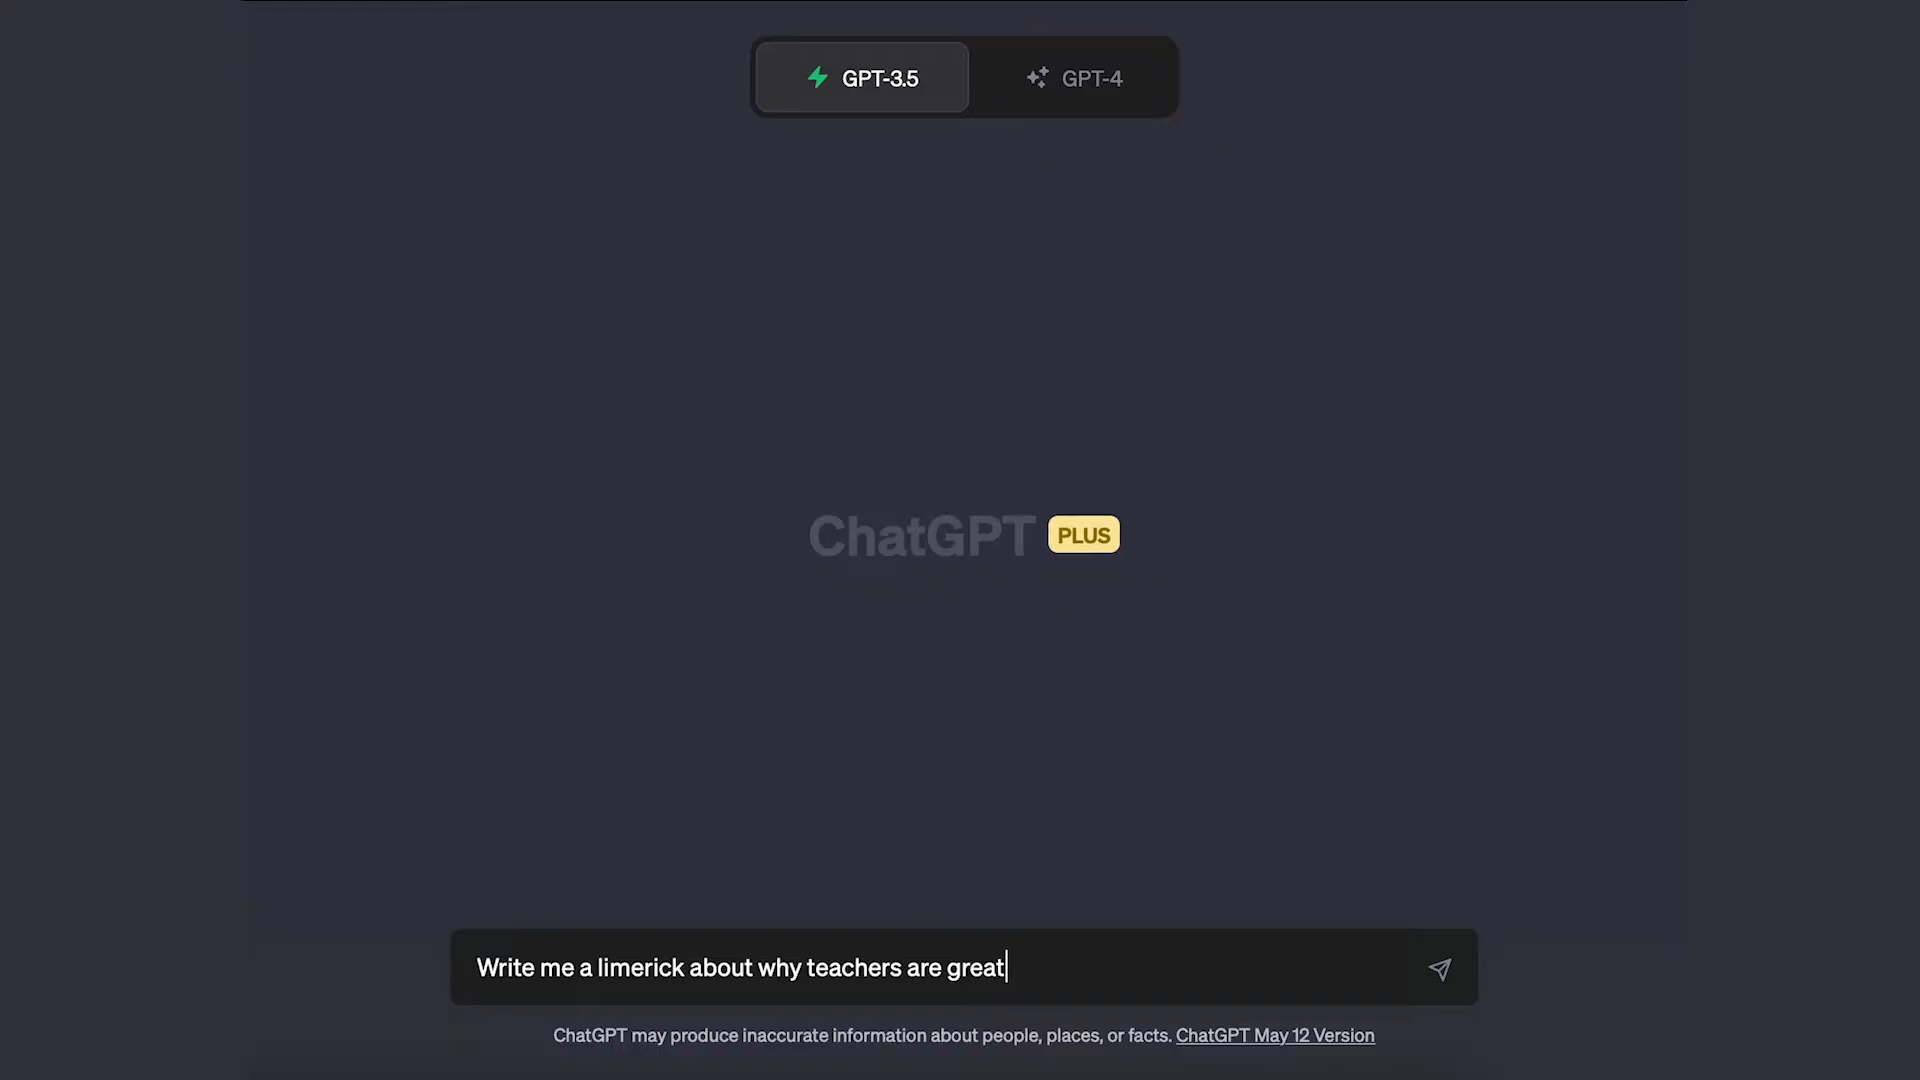 GPT-3.5
GPT-4
ChatGPT PLUS
Write me a limerick about why teachers are great
ChatGPT may produce inaccurate information about people, places, or facts. ChatGPT May 12 Version